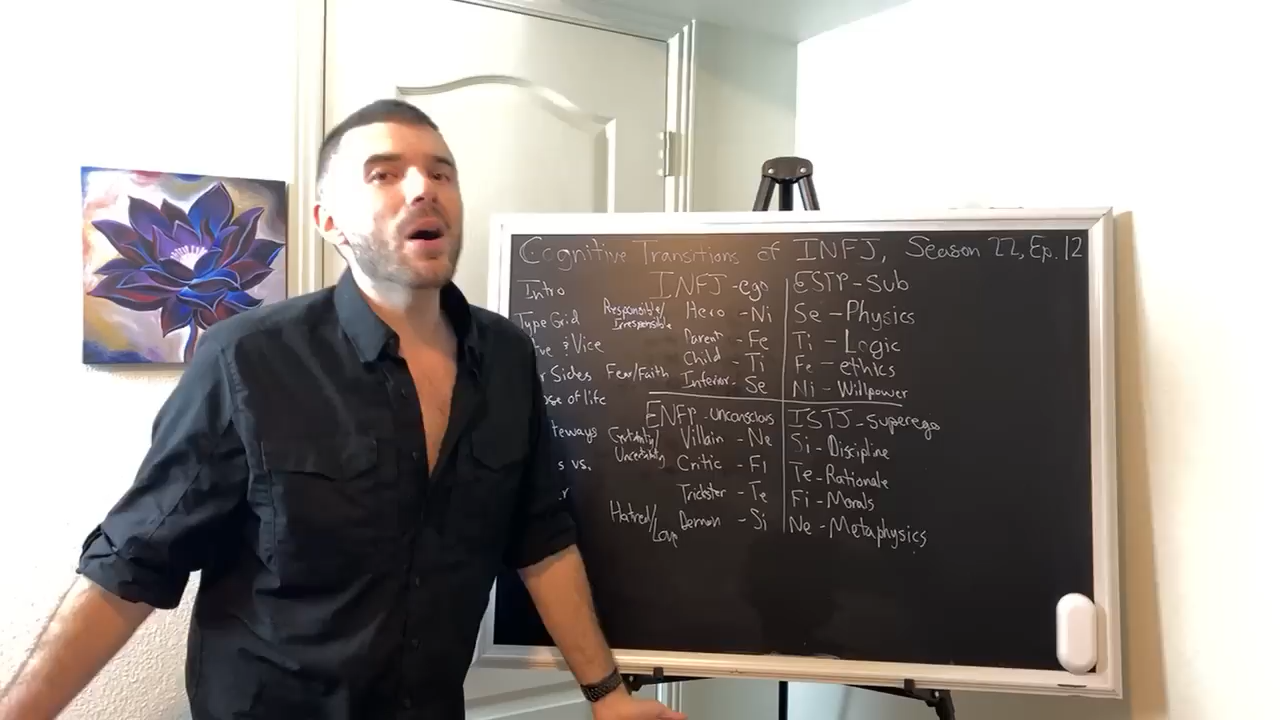 Cognitive Transitions of INFJ, Season 22, Ep. 12
Intro
Type Grid
? Vice
Sides
of life
teways
vs.
INFJ - ego
Responsible/
Irresponsible
Hero - Ni
Parent - Fe
Child - Ti
Fear/Faith
Inferior - Se
ESTP - Sub
Se - Physics
Ti - Logic
Fe - ethics
Ni - Willpower
ENFP - Unconscious
Certainty/
Uncertainty
Villain - Ne
Critic - Fi
Trickster - Te
Hatred/
Love
Demon - Si
ISTJ - Superego
Si - Discipline
Te - Rationale
Fi - Morals
Ne - Metaphysics